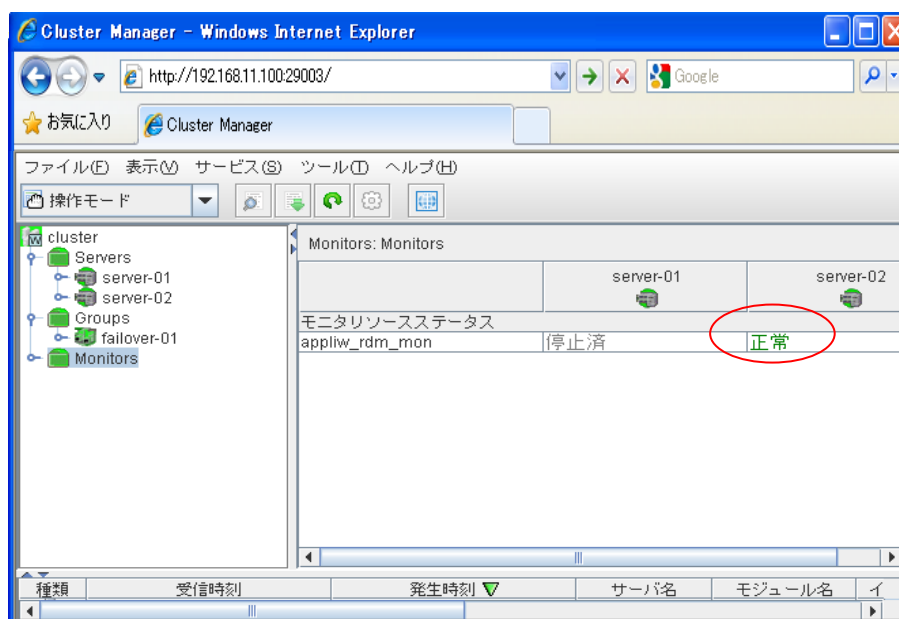 Cluster Manager - Windows Internet Explorer
http://192.168.11.100:29003/
Google
お気に入り
Cluster Manager
ファイル(F) 表示(V) サービス(S) ツール(T) ヘルプ(H)
操作モード
cluster
Servers
server-01
server-02
Groups
failover-01
Monitors
Monitors: Monitors
server-01 server-02
モニタリソースステータス
appliw_rdm_mon 停止済 正常
種類 受信時刻 発生時刻 サーバ名 モジュール名 イ